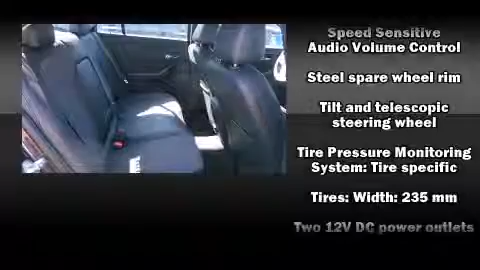 Speed Sensitive
Audio Volume Control
Steel spare wheel rim
Tilt and telescopic
steering wheel
Tire Pressure Monitoring
System: Tire specific
Tires: Width: 235 mm
Two 12V DC power outlets